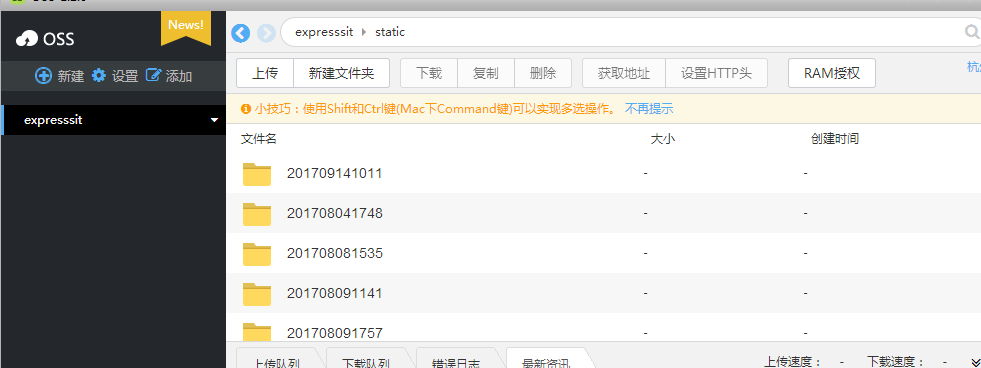 News!
OSS
新建 设置 添加
expresssit
expresssit static
上传 新建文件夹 下载 复制 删除 获取地址 设置HTTP头 RAM授权
小技巧：使用Shift和Ctrl键(Mac下Command键)可以实现多选操作。 不再提示
文件名 大小 创建时间
201709141011 - -
201708041748 - -
201708081535 - -
201708091141 - -
201708091757 - -
上传队列 下载队列 错误日志 最新资讯 上传速度： - 下载速度： -